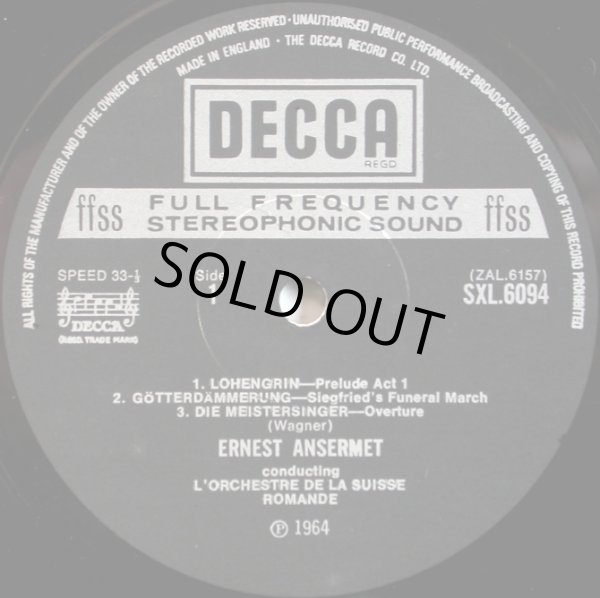 ALL RIGHTS OF THE MANUFACTURER AND OF THE OWNER OF THE RECORDED WORK RESERVED · UNAUTHORISED PUBLIC PERFORMANCE BROADCASTING AND COPYING OF THIS RECORD PROHIBITED
MADE IN ENGLAND · THE DECCA RECORD CO. LTD.
DECCA
REGD
ffss FULL FREQUENCY STEREOPHONIC SOUND ffss
SPEED 33-⅓ Side (ZAL.6157)
1 SXL.6094
DECCA
(REGD. TRADE MARK)
SOLD OUT
1. LOHENGRIN—Prelude Act 1
2. GÖTTERDÄMMERUNG—Siegfried's Funeral March
3. DIE MEISTERSINGER—Overture
(Wagner)
ERNEST ANSERMET
conducting
L'ORCHESTRE DE LA SUISSE
ROMANDE
℗ 1964